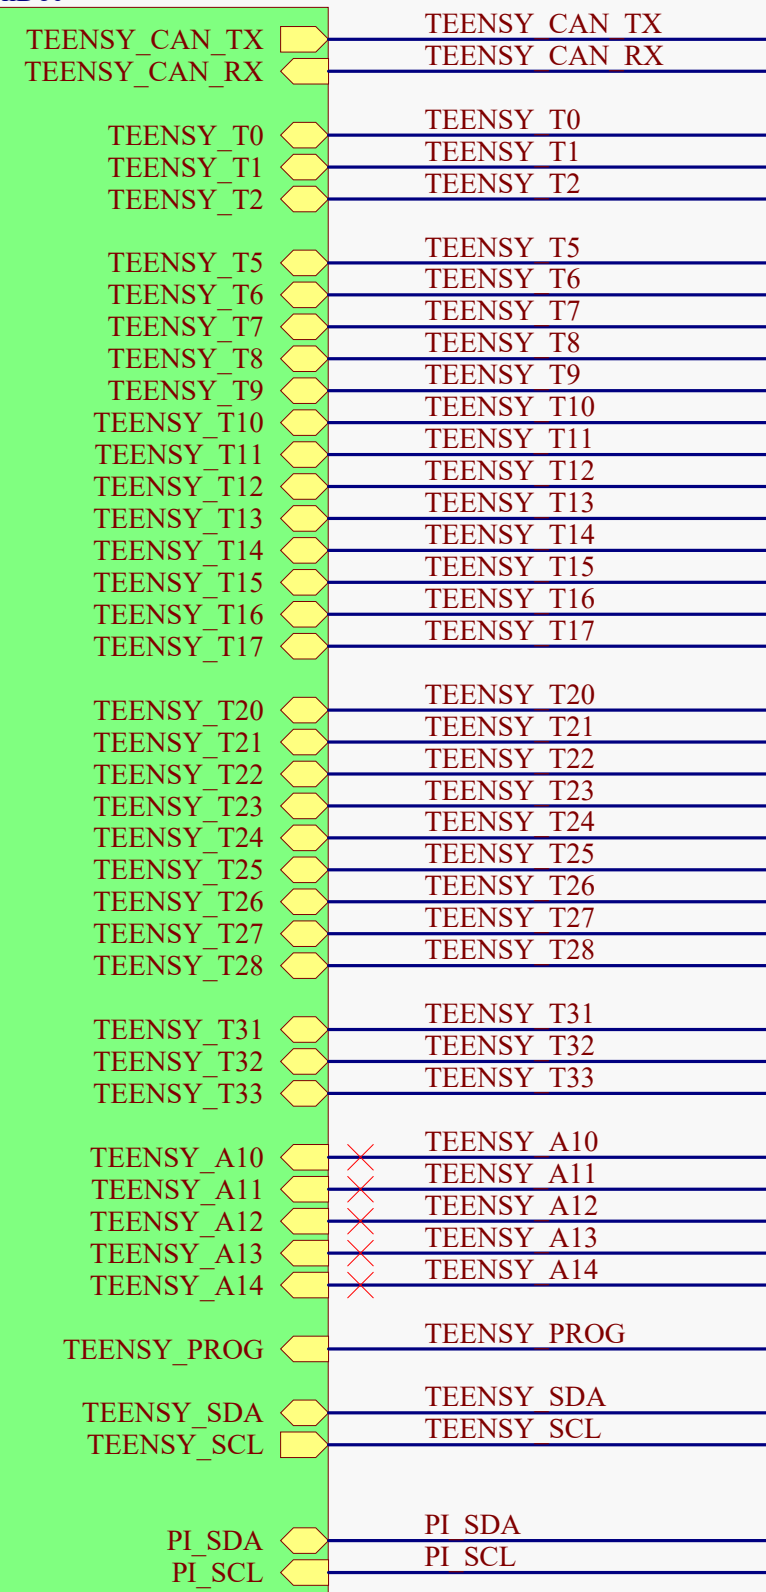 TEENSY_CAN_TX TEENSY_CAN_TX
TEENSY_CAN_RX TEENSY_CAN_RX
TEENSY_T0 TEENSY_T0
TEENSY_T1 TEENSY_T1
TEENSY_T2 TEENSY_T2
TEENSY_T5 TEENSY_T5
TEENSY_T6 TEENSY_T6
TEENSY_T7 TEENSY_T7
TEENSY_T8 TEENSY_T8
TEENSY_T9 TEENSY_T9
TEENSY_T10 TEENSY_T10
TEENSY_T11 TEENSY_T11
TEENSY_T12 TEENSY_T12
TEENSY_T13 TEENSY_T13
TEENSY_T14 TEENSY_T14
TEENSY_T15 TEENSY_T15
TEENSY_T16 TEENSY_T16
TEENSY_T17 TEENSY_T17
TEENSY_T20 TEENSY_T20
TEENSY_T21 TEENSY_T21
TEENSY_T22 TEENSY_T22
TEENSY_T23 TEENSY_T23
TEENSY_T24 TEENSY_T24
TEENSY_T25 TEENSY_T25
TEENSY_T26 TEENSY_T26
TEENSY_T27 TEENSY_T27
TEENSY_T28 TEENSY_T28
TEENSY_T31 TEENSY_T31
TEENSY_T32 TEENSY_T32
TEENSY_T33 TEENSY_T33
TEENSY_A10 TEENSY_A10
TEENSY_A11 TEENSY_A11
TEENSY_A12 TEENSY_A12
TEENSY_A13 TEENSY_A13
TEENSY_A14 TEENSY_A14
TEENSY_PROG TEENSY_PROG
TEENSY_SDA TEENSY_SDA
TEENSY_SCL TEENSY_SCL
PI_SDA PI_SDA
PI_SCL PI_SCL